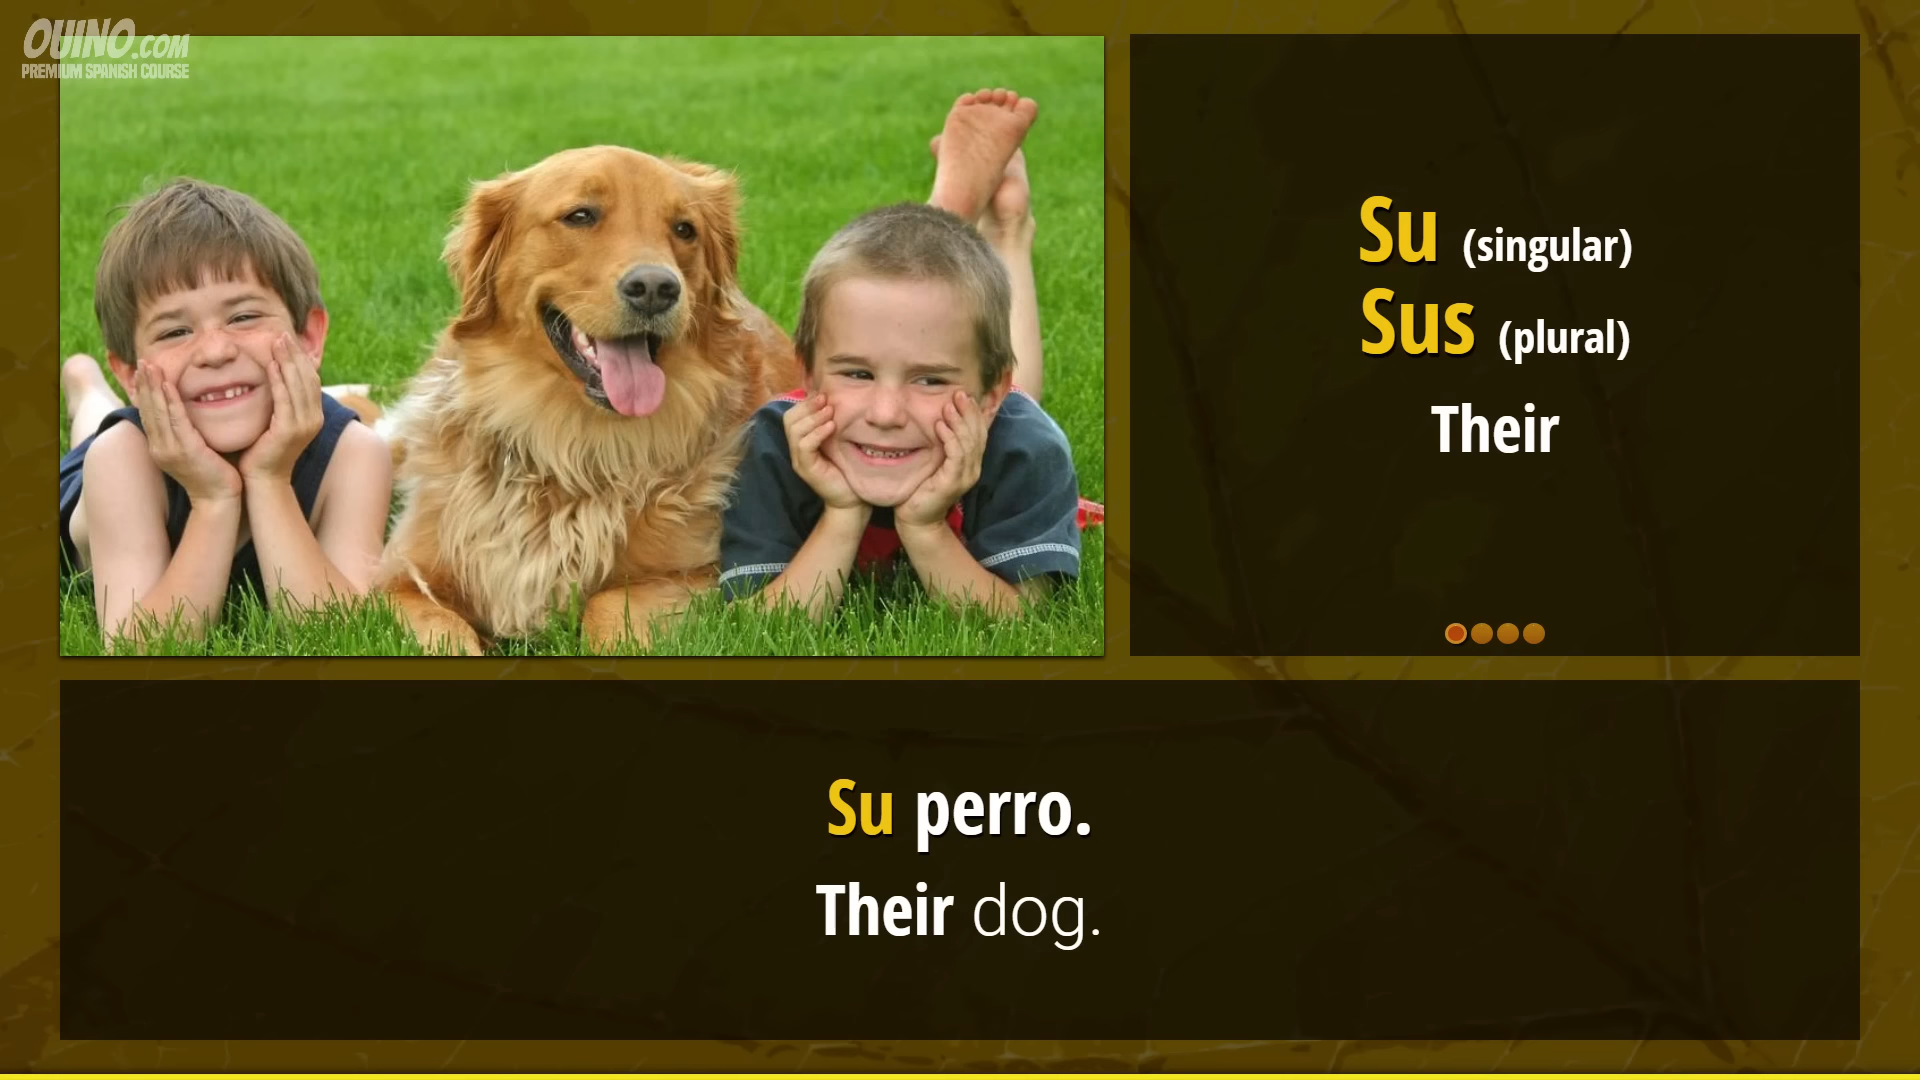 OUINO.COM
PREMIUM SPANISH COURSE
Su (singular)
Sus (plural)
Their
Su perro.
Their dog.